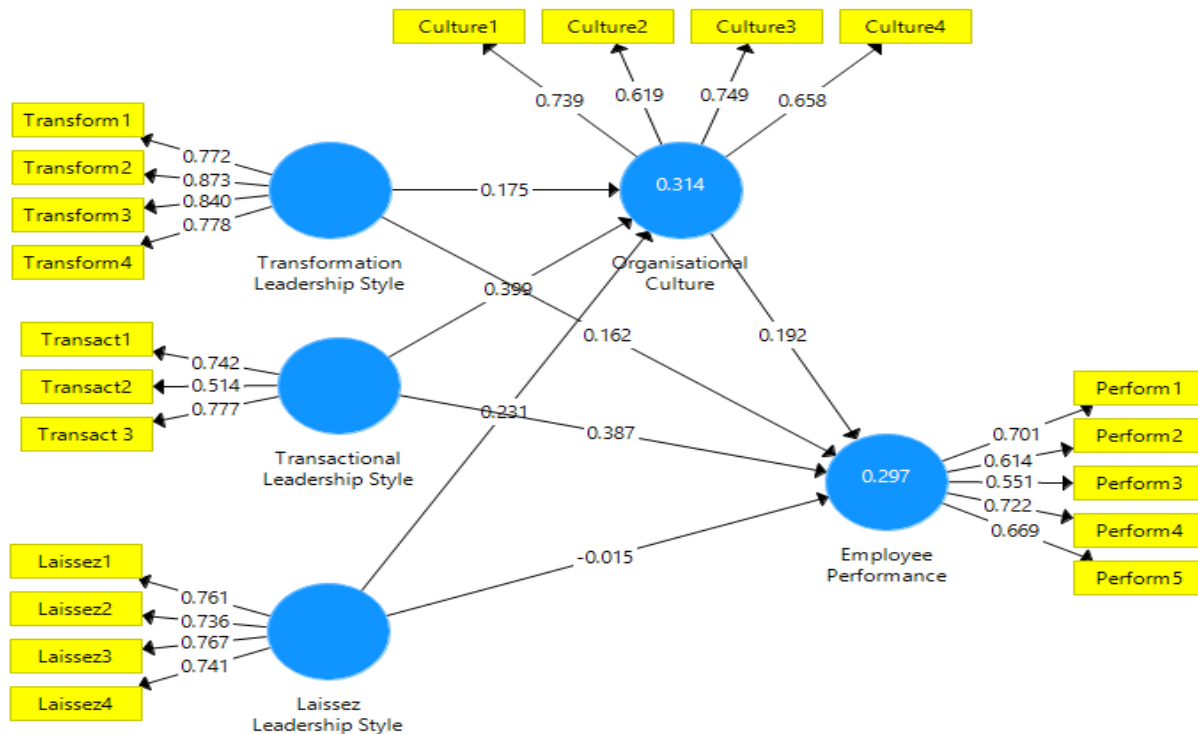 Culture1
Culture2
Culture3
Culture4
0.739
0.619
0.749
0.658
Transform1
Transform2
Transform3
Transform4
0.772
0.873
0.840
0.778
Transformation
Leadership Style
0.175
0.314
Organisational
Culture
0.399
0.162
0.192
Transact1
Transact2
Transact 3
0.742
0.514
0.777
Transactional
Leadership Style
0.231
0.387
0.297
Employee
Performance
0.701
0.614
0.551
0.722
0.669
Perform1
Perform2
Perform3
Perform4
Perform5
-0.015
Laissez1
Laissez2
Laissez3
Laissez4
0.761
0.736
0.767
0.741
Laissez
Leadership Style